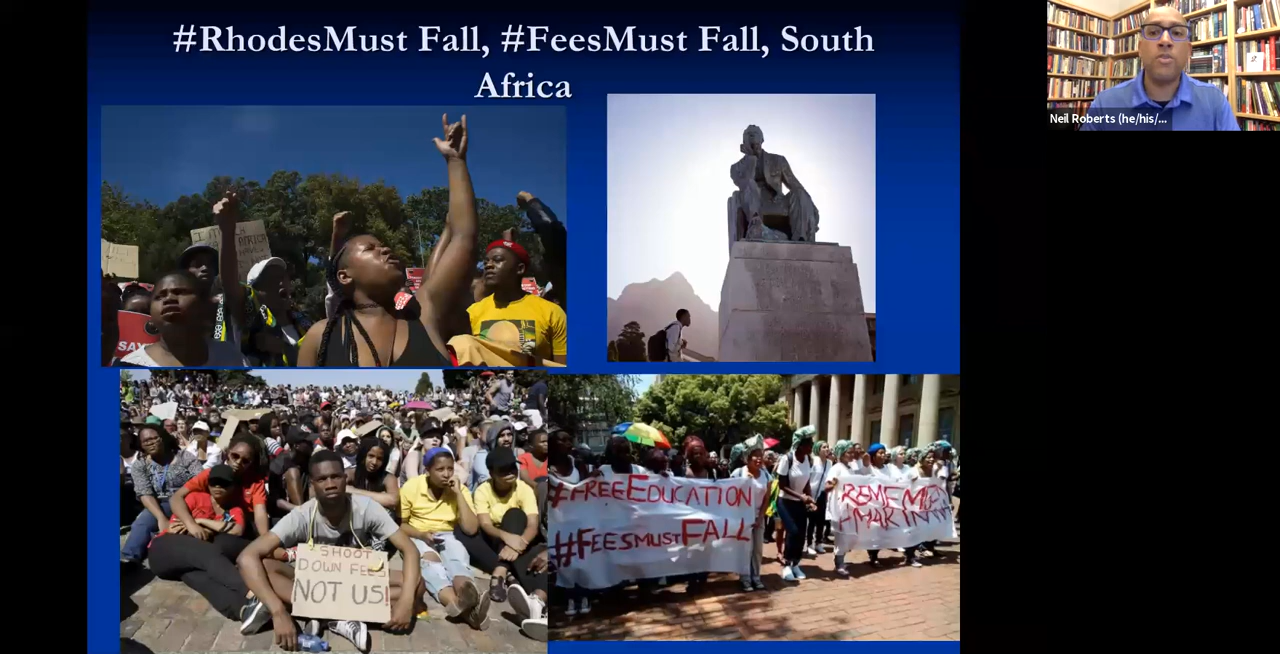 #RhodesMust Fall, #FeesMust Fall, South
Africa
Neil Roberts (he/his/...
SHOOT
DOWN FEES
NOT US!
#FREEEDUCATION
#FEESMUSTFALL